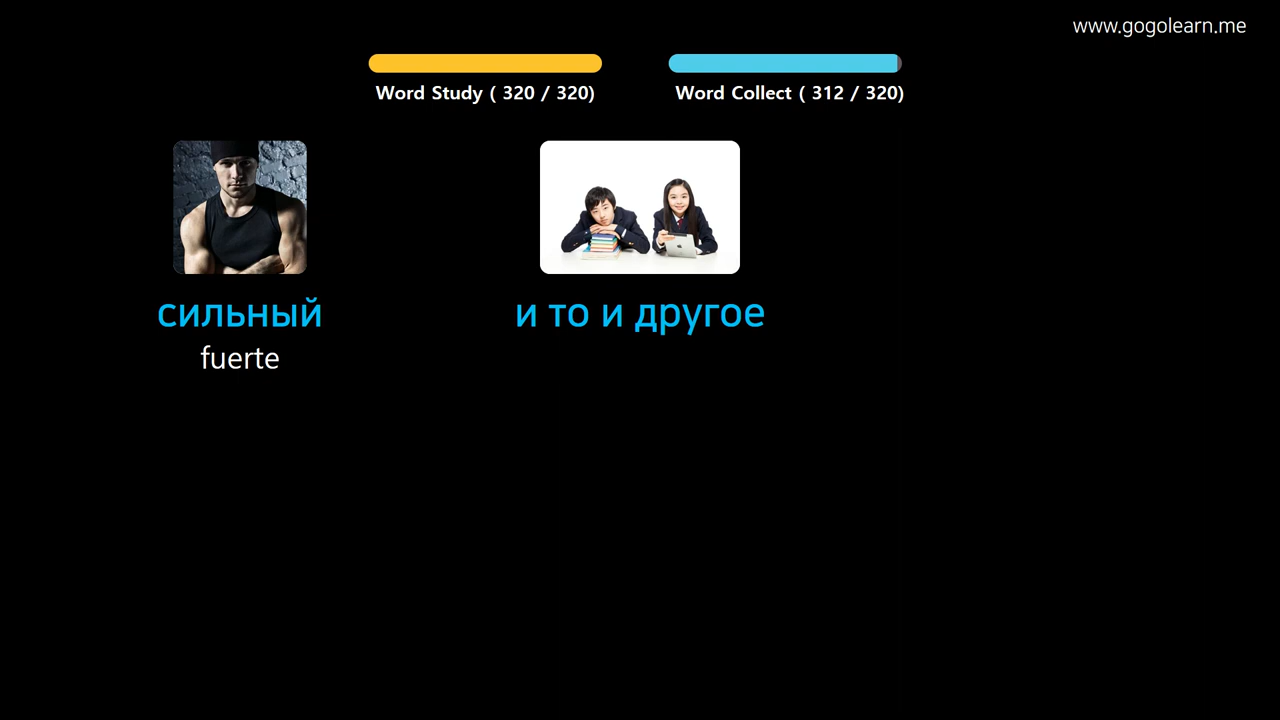 www.gogolearn.me
Word Study ( 320 / 320)
Word Collect ( 312 / 320)
сильный
fuerte
и то и другое